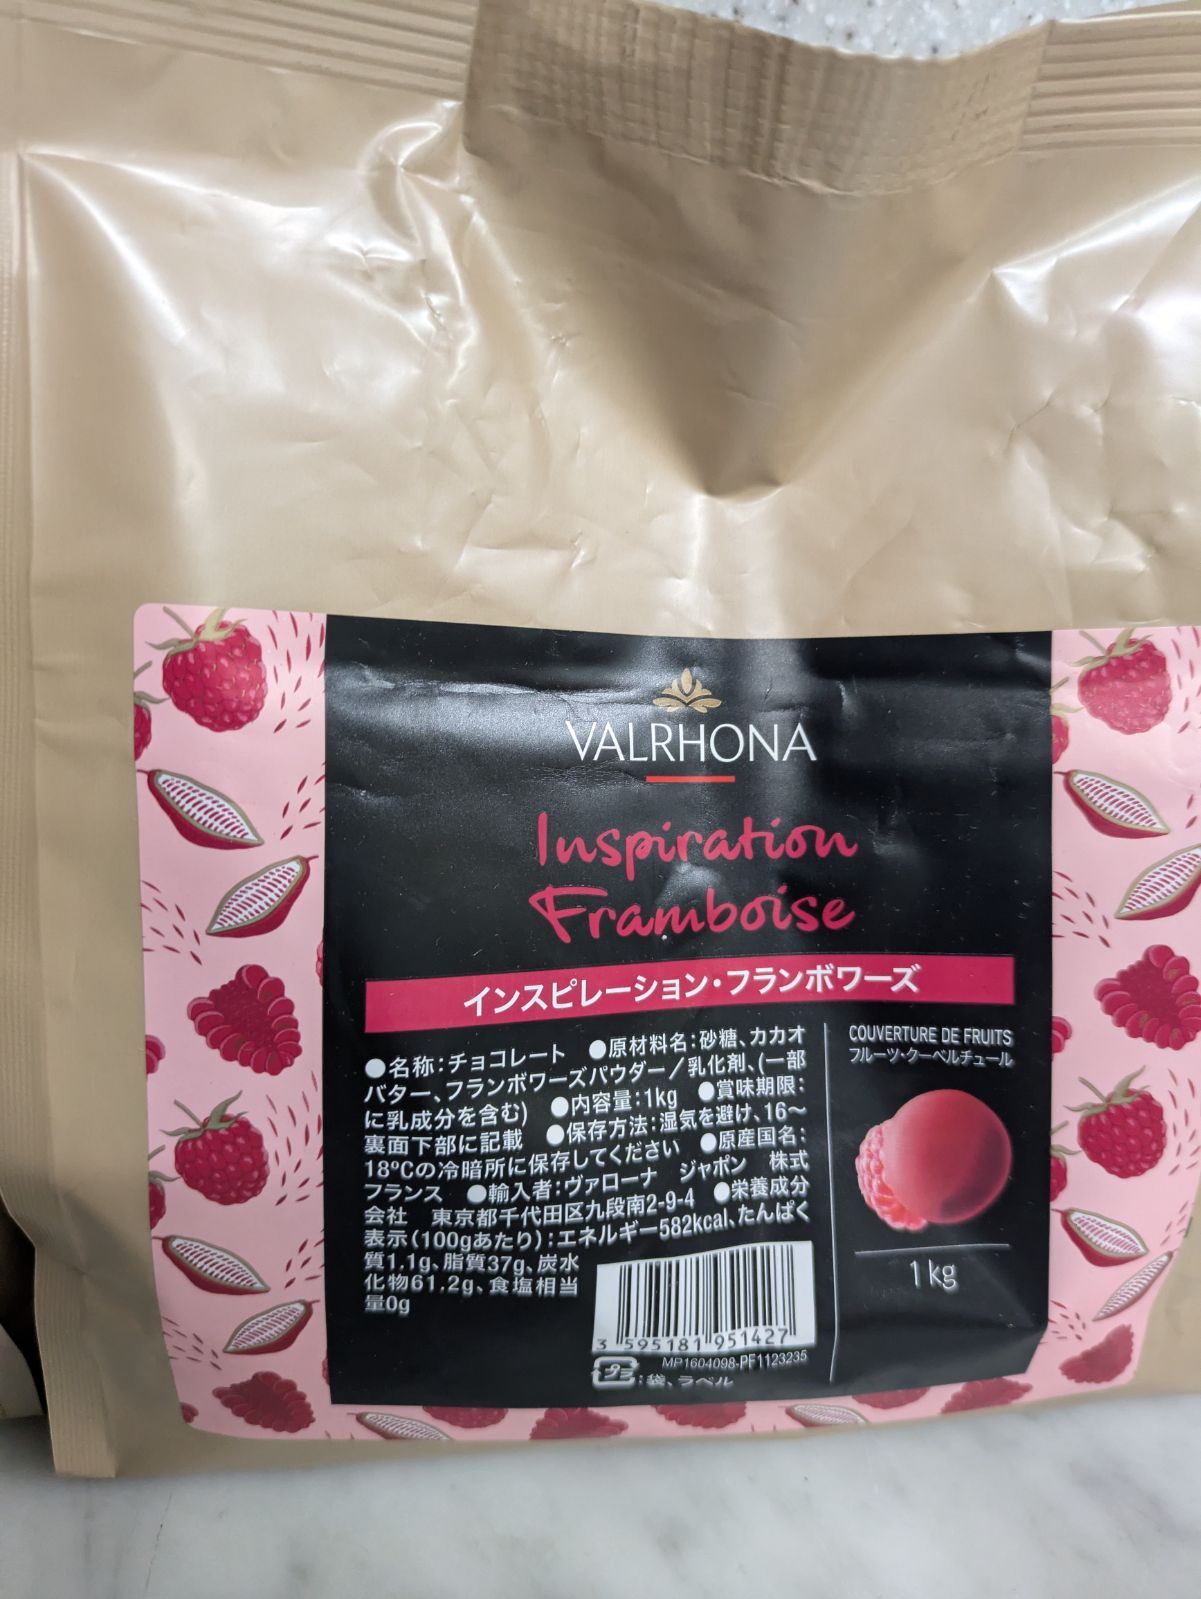 VALRHONA
Inspiration
Framboise
インスピレーション・フランボワーズ
●名称：チョコレート ●原材料名：砂糖、カカオ
バター、フランボワーズパウダー／乳化剤、(一部
に乳成分を含む) ●内容量：1kg ●賞味期限：
裏面下部に記載 ●保存方法：湿気を避け、16～
18℃の冷暗所に保存してください ●原産国名：
フランス ●輸入者：ヴァローナ ジャポン 株式
会社 東京都千代田区九段南2-9-4 ●栄養成分
表示(100gあたり)：エネルギー582kcal、たんぱく
質1.1g、脂質37g、炭水
化物61.2g、食塩相当
量0g
3 595181 951427
MP1604098-PF1123235
プラ：袋、ラベル
COUVERTURE DE FRUITS
フルーツ・クーベルチュール
1 kg